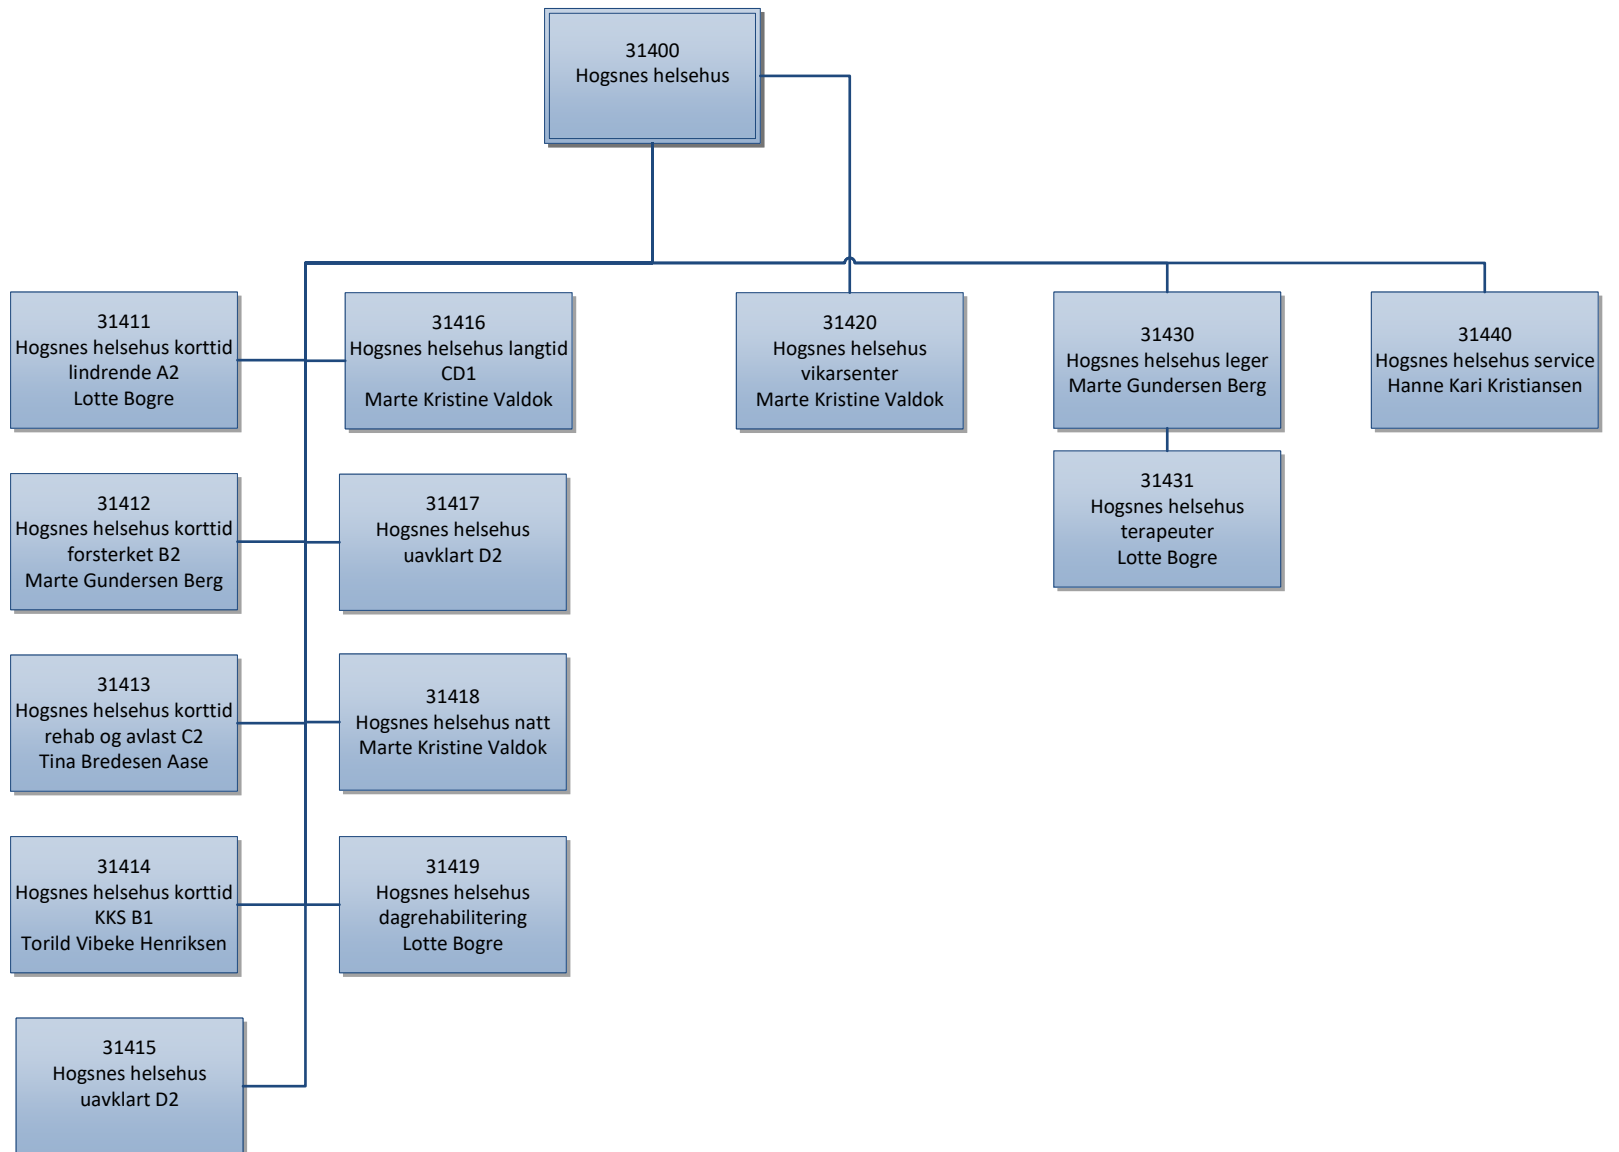 31400
Hogsnes helsehus
31411
Hogsnes helsehus korttid
lindrende A2
Lotte Bogre
31416
Hogsnes helsehus langtid
CD1
Marte Kristine Valdok
31420
Hogsnes helsehus
vikarsenter
Marte Kristine Valdok
31430
Hogsnes helsehus leger
Marte Gundersen Berg
31440
Hogsnes helsehus service
Hanne Kari Kristiansen
31431
Hogsnes helsehus
terapeuter
Lotte Bogre
31412
Hogsnes helsehus korttid
forsterket B2
Marte Gundersen Berg
31417
Hogsnes helsehus
uavklart D2
31413
Hogsnes helsehus korttid
rehab og avlast C2
Tina Bredesen Aase
31418
Hogsnes helsehus natt
Marte Kristine Valdok
31414
Hogsnes helsehus korttid
KKS B1
Torild Vibeke Henriksen
31419
Hogsnes helsehus
dagrehabilitering
Lotte Bogre
31415
Hogsnes helsehus
uavklart D2